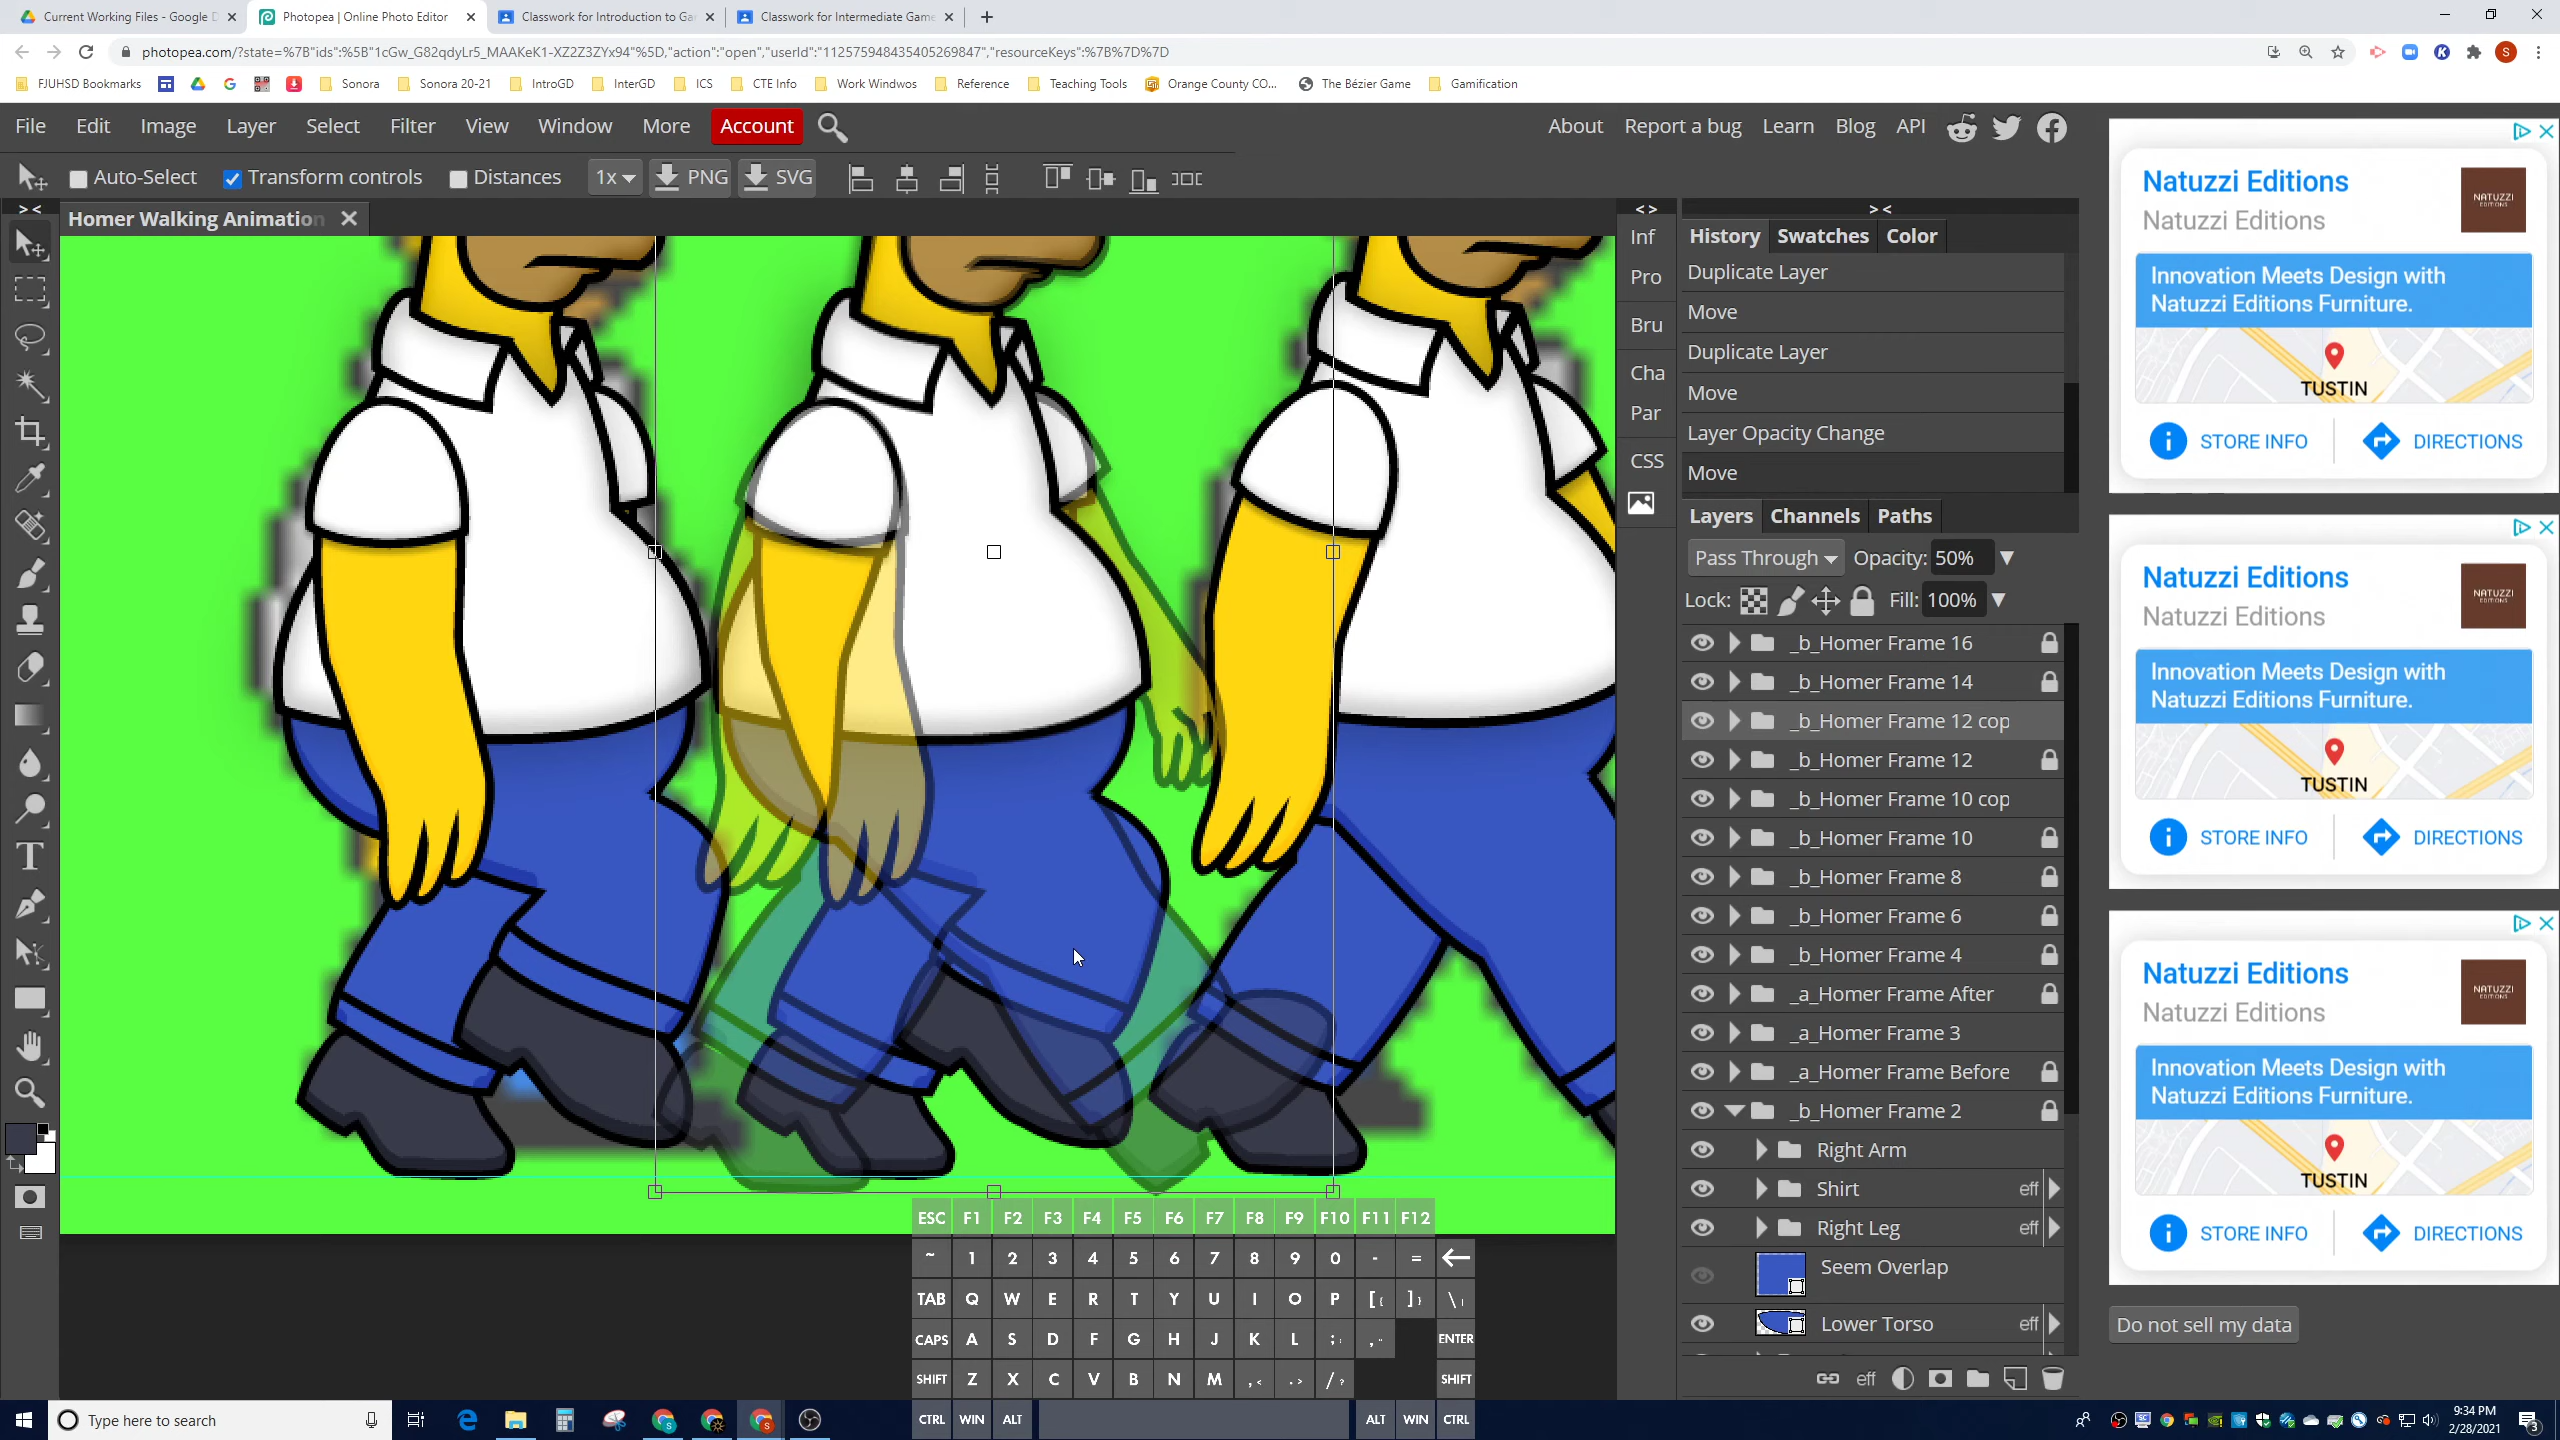 Current Working Files - Google D
Photopea | Online Photo Editor
Classwork for Introduction to Ga
Classwork for Intermediate Game
photopea.com/?state=%7B"ids":%5B"1cGw_G82qdyLr5_MAAKeK1-XZ2Z3ZYx94"%5D,"action":"open","userId":"112575948435405269847","resourceKeys":%7B%7D%7D
S
FJUHSD Bookmarks
Sonora
Sonora 20-21
IntroGD
InterGD
ICS
CTE Info
Work Windwos
Reference
Teaching Tools
Orange County CO...
The Bézier Game
Gamification
File Edit Image Layer Select Filter View Window More Account
About Report a bug Learn Blog API
Auto-Select Transform controls Distances 1x PNG SVG
Homer Walking Animation
Inf
Pro
Bru
Cha
Par
CSS
History Swatches Color
Duplicate Layer
Move
Duplicate Layer
Move
Layer Opacity Change
Move
Layers Channels Paths
Pass Through Opacity: 50%
Lock: Fill: 100%
_b_Homer Frame 16
_b_Homer Frame 14
_b_Homer Frame 12 cop
_b_Homer Frame 12
_b_Homer Frame 10 cop
_b_Homer Frame 10
_b_Homer Frame 8
_b_Homer Frame 6
_b_Homer Frame 4
_a_Homer Frame After
_a_Homer Frame 3
_a_Homer Frame Before
_b_Homer Frame 2
Right Arm
Shirt eff
Right Leg eff
Seem Overlap
Lower Torso eff
eff
Natuzzi Editions
Natuzzi Editions
NATUZZI
EDITIONS
Innovation Meets Design with
Natuzzi Editions Furniture.
TUSTIN
STORE INFO DIRECTIONS
Natuzzi Editions
Natuzzi Editions
NATUZZI
EDITIONS
Innovation Meets Design with
Natuzzi Editions Furniture.
TUSTIN
STORE INFO DIRECTIONS
Natuzzi Editions
Natuzzi Editions
NATUZZI
EDITIONS
Innovation Meets Design with
Natuzzi Editions Furniture.
TUSTIN
STORE INFO DIRECTIONS
Do not sell my data
ESC F1 F2 F3 F4 F5 F6 F7 F8 F9 F10 F11 F12
~ 1 2 3 4 5 6 7 8 9 0 - =
TAB Q W E R T Y U I O P [{ ]} \|
CAPS A S D F G H J K L ;: ENTER
SHIFT Z X C V B N M ,< .> /? SHIFT
CTRL WIN ALT ALT WIN CTRL
Type here to search
9:34 PM
2/28/2021
3